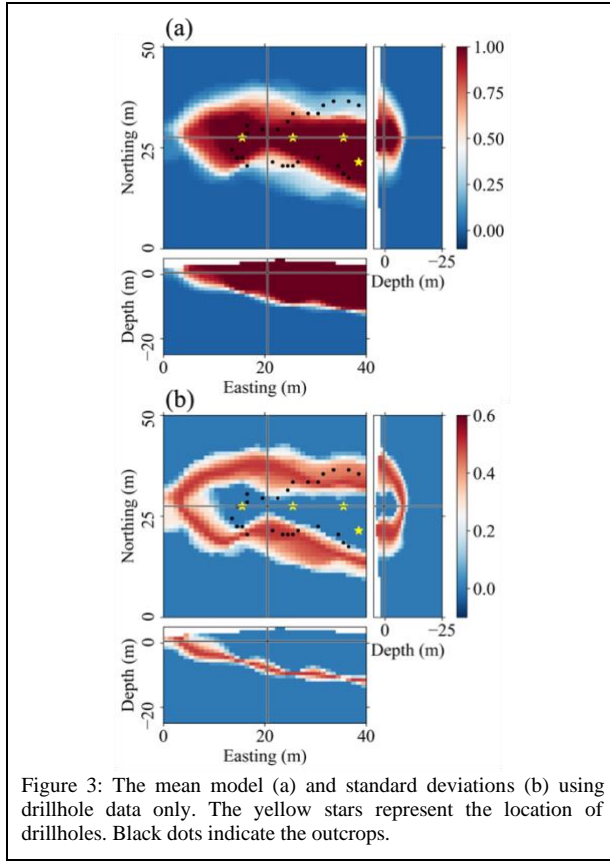 (a)
50
25
0
Northing (m)
1.00
0.75
0.50
0.25
0.00
0
−25
Depth (m)
0
−20
Depth (m)
0
20
40
Easting (m)
(b)
50
25
0
Northing (m)
0.6
0.4
0.2
0.0
0
−25
Depth (m)
0
−20
Depth (m)
0
20
40
Easting (m)
Figure 3: The mean model (a) and standard deviations (b) using
drillhole data only. The yellow stars represent the location of
drillholes. Black dots indicate the outcrops.